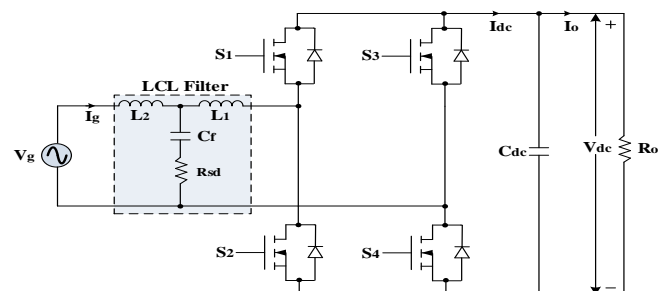 Idc
Io
+
S1
S3
LCL Filter
Ig
L2
L1
Cf
Vg
Rsd
Cdc
Vdc
Ro
S2
S4
−